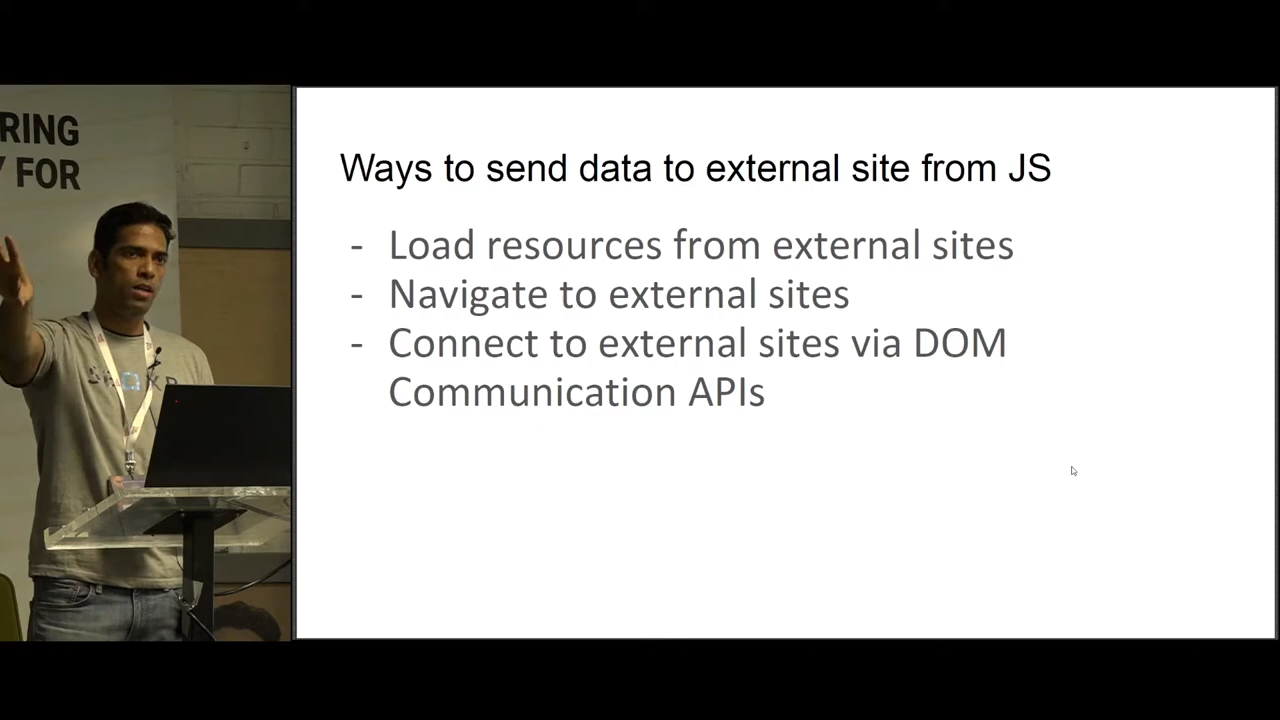 RING
Y FOR
Ways to send data to external site from JS
- Load resources from external sites
- Navigate to external sites
- Connect to external sites via DOM
Communication APIs